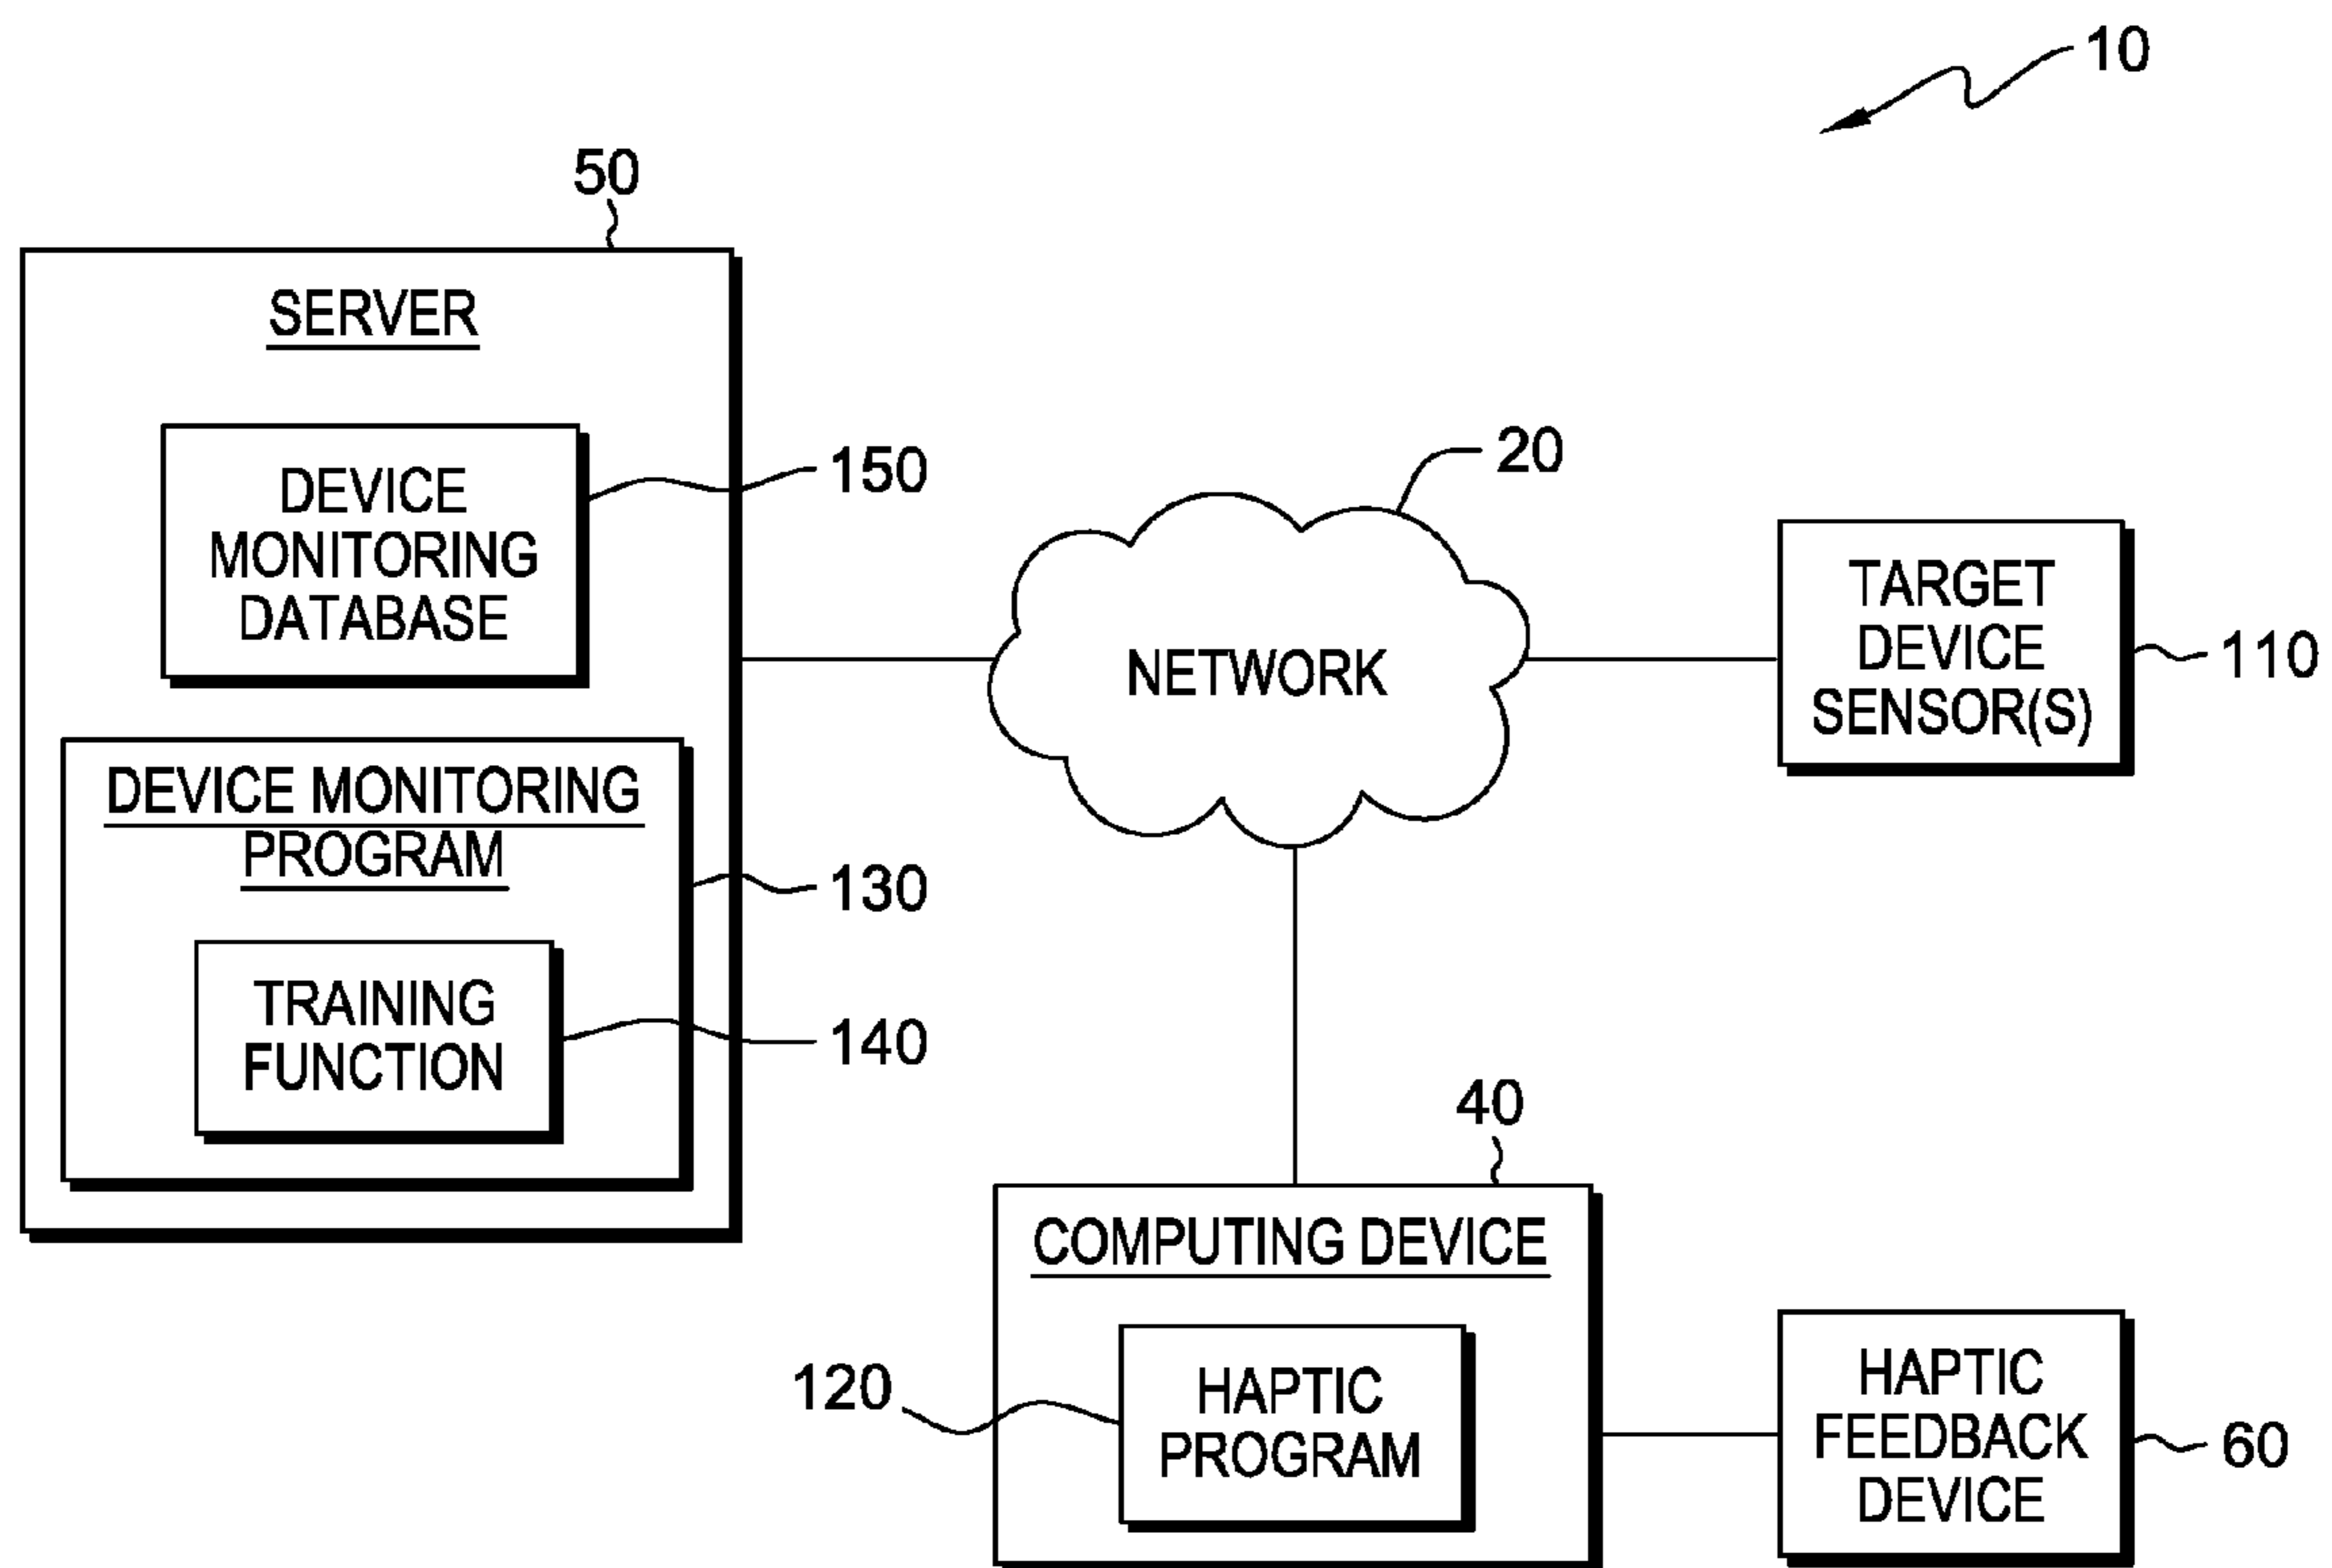 10
50
SERVER
DEVICE
MONITORING
DATABASE
150
DEVICE MONITORING
PROGRAM
130
TRAINING
FUNCTION
140
20
NETWORK
TARGET
DEVICE
SENSOR(S)
110
40
COMPUTING DEVICE
120
HAPTIC
PROGRAM
HAPTIC
FEEDBACK
DEVICE
60